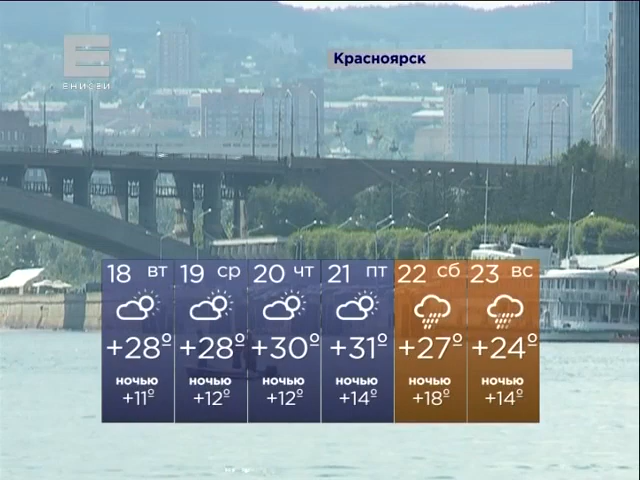 ЕНИСЕЙ
Красноярск
18 вт 19 ср 20 чт 21 пт 22 сб 23 вс
+28° +28° +30° +31° +27° +24°
ночью ночью ночью ночью ночью ночью
+11° +12° +12° +14° +18° +14°